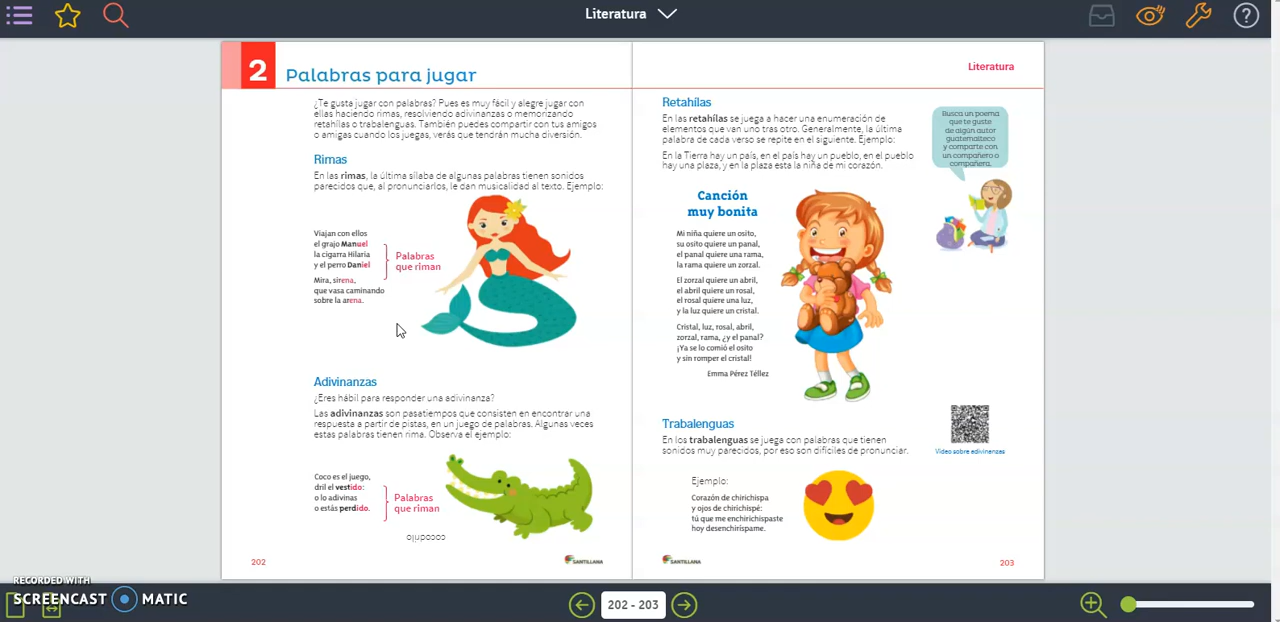 Literatura
2
Palabras para jugar
Literatura
¿Te gusta jugar con palabras? Pues es muy fácil y alegre jugar con
ellas haciendo rimas, resolviendo adivinanzas o memorizando
retahílas o trabalenguas. También puedes compartir con tus amigos
o amigas cuando los juegas, verás que tendrán mucha diversión.
Rimas
En las rimas, la última sílaba de algunas palabras tienen sonidos
parecidos que, al pronunciarlos, le dan musicalidad al texto. Ejemplo:
Viajan con ellos
el grajo Manuel
la cigarra Hilaria
y el perro Daniel
Mira, sirena,
que vasa caminando
sobre la arena.
Palabras
que riman
Adivinanzas
¿Eres hábil para responder una adivinanza?
Las adivinanzas son pasatiempos que consisten en encontrar una
respuesta a partir de pistas, en un juego de palabras. Algunas veces
estas palabras tienen rima. Observa el ejemplo:
Coco es el juego,
dril el vestido:
o lo adivinas
o estás perdido.
Palabras
que riman
cocodrilo
202
SANTILLANA
Retahílas
En las retahílas se juega a hacer una enumeración de
elementos que van uno tras otro. Generalmente, la última
palabra de cada verso se repite en el siguiente. Ejemplo:
En la Tierra hay un país, en el país hay un pueblo, en el pueblo
hay una plaza, y en la plaza esta la niña de mi corazón.
Busca un poema
que te guste
de algún autor
guatemalteco
y comparte con
un compañero o
compañera.
Canción
muy bonita
Mi niña quiere un osito,
su osito quiere un panal,
el panal quiere una rama,
la rama quiere un zorzal.
El zorzal quiere un abril,
el abril quiere un rosal,
el rosal quiere una luz,
y la luz quiere un cristal.
Cristal, luz, rosal, abril,
zorzal, rama, ¿y el panal?
¡Ya se lo comió el osito
y sin romper el cristal!
Emma Pérez Téllez
Trabalenguas
En los trabalenguas se juega con palabras que tienen
sonidos muy parecidos, por eso son difíciles de pronunciar.
Video sobre adivinanzas
Ejemplo:
Corazón de chirichispa
y ojos de chirichispé:
tú que me enchirichispaste
hoy desenchiríspame.
SANTILLANA
203
RECORDED WITH
SCREENCAST MATIC
202 - 203